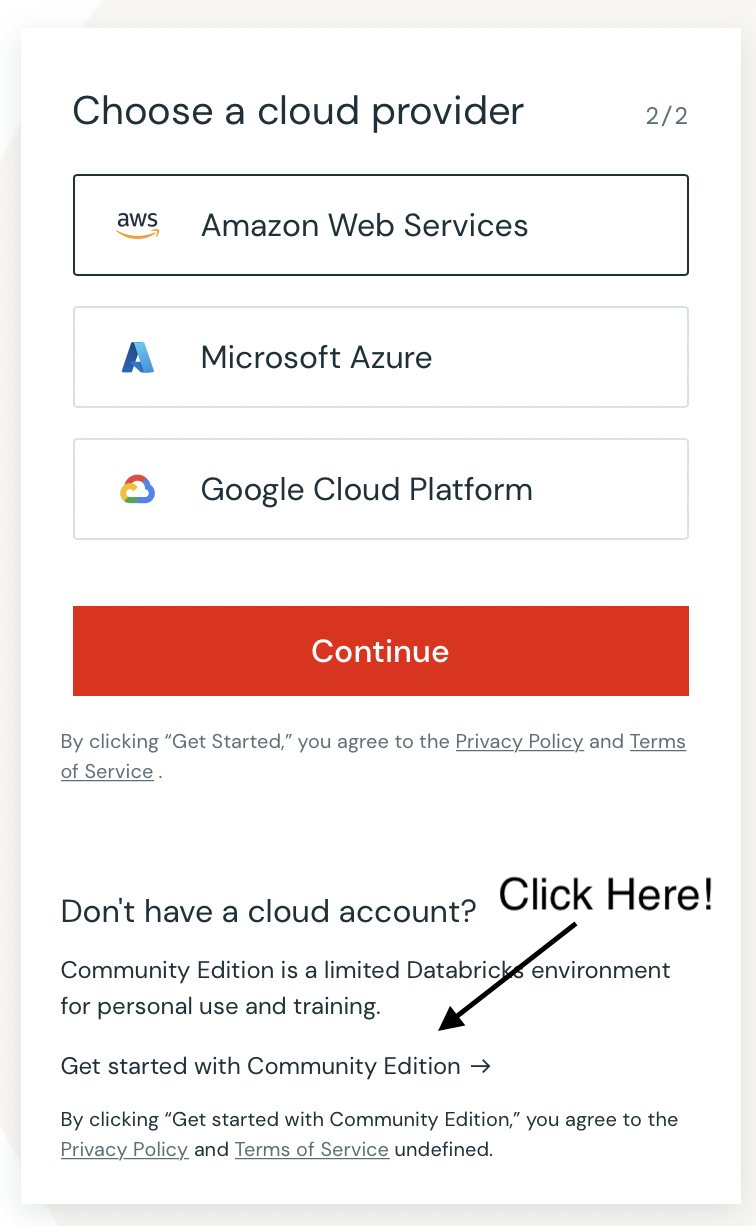 Choose a cloud provider 2/2
aws Amazon Web Services
Microsoft Azure
Google Cloud Platform
Continue
By clicking “Get Started,” you agree to the Privacy Policy and Terms
of Service .
Click Here!
Don't have a cloud account?
Community Edition is a limited Databricks environment
for personal use and training.
Get started with Community Edition →
By clicking “Get started with Community Edition,” you agree to the
Privacy Policy and Terms of Service undefined.